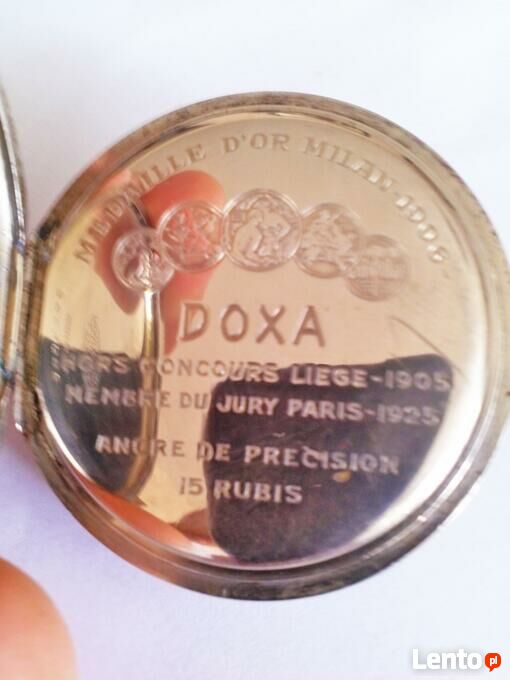 MEDAILLE D'OR MILAN-1906
DOXA
HORS CONCOURS LIEGE-1905
MEMBRE DU JURY PARIS-1925
ANCRE DE PRECISION
15 RUBIS
Lento.pl